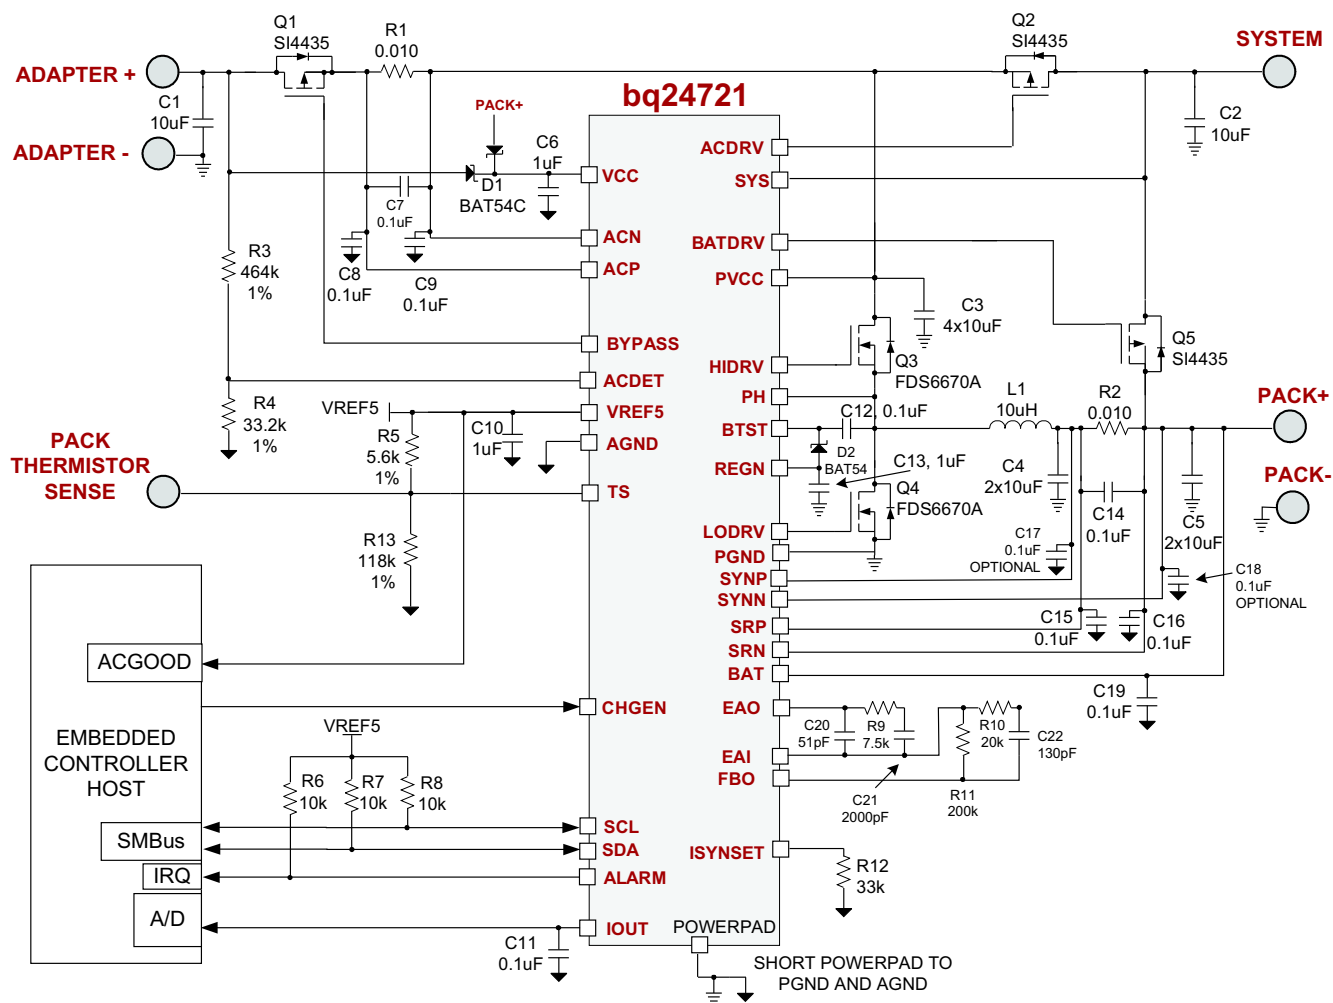 Q1
SI4435
R1
0.010
Q2
SI4435
SYSTEM
ADAPTER +
C1
10uF
ADAPTER -
bq24721
PACK+
C6
1uF
D1
BAT54C
C7
0.1uF
C8
0.1uF
C9
0.1uF
C2
10uF
VCC
ACN
ACP
BYPASS
ACDET
VREF5
AGND
TS
CHGEN
SCL
SDA
ALARM
IOUT
ACDRV
SYS
BATDRV
PVCC
HIDRV
PH
BTST
REGN
LODRV
PGND
SYNP
SYNN
SRP
SRN
BAT
EAO
EAI
FBO
ISYNSET
POWERPAD
R3
464k
1%
R4
33.2k
1%
VREF5
R5
5.6k
1%
C10
1uF
PACK
THERMISTOR
SENSE
R13
118k
1%
C3
4x10uF
Q3
FDS6670A
Q5
SI4435
C12, 0.1uF
L1
10uH
R2
0.010
PACK+
D2
BAT54
C13, 1uF
Q4
FDS6670A
C4
2x10uF
C14
0.1uF
C5
2x10uF
PACK-
C17
0.1uF
OPTIONAL
C18
0.1uF
OPTIONAL
C15
0.1uF
C16
0.1uF
C19
0.1uF
C20
51pF
R9
7.5k
R10
20k
C22
130pF
C21
2000pF
R11
200k
R12
33k
ACGOOD
EMBEDDED
CONTROLLER
HOST
VREF5
R6
10k
R7
10k
R8
10k
SMBus
IRQ
A/D
C11
0.1uF
SHORT POWERPAD TO
PGND AND AGND